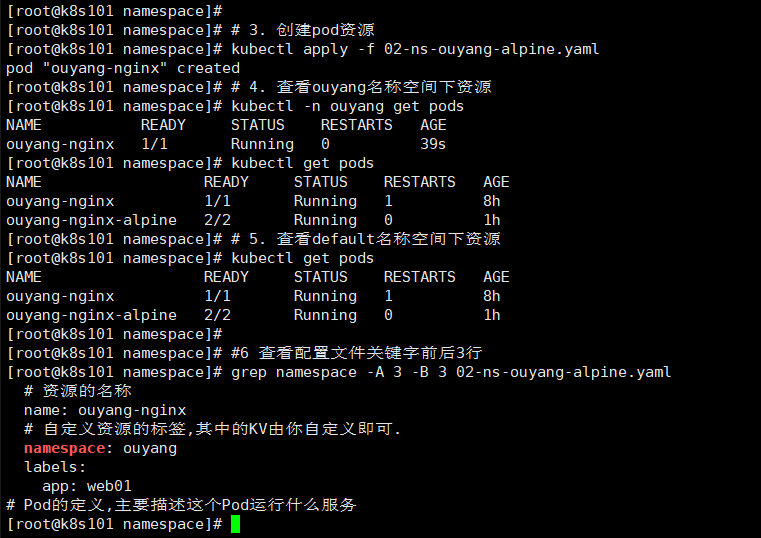 [root@k8s101 namespace]#
[root@k8s101 namespace]# # 3. 创建pod资源
[root@k8s101 namespace]# kubectl apply -f 02-ns-ouyang-alpine.yaml
pod "ouyang-nginx" created
[root@k8s101 namespace]# # 4. 查看ouyang名称空间下资源
[root@k8s101 namespace]# kubectl -n ouyang get pods
NAME           READY     STATUS    RESTARTS   AGE
ouyang-nginx   1/1       Running   0          39s
[root@k8s101 namespace]# kubectl get pods
NAME                  READY     STATUS    RESTARTS   AGE
ouyang-nginx          1/1       Running   1          8h
ouyang-nginx-alpine   2/2       Running   0          1h
[root@k8s101 namespace]# # 5. 查看default名称空间下资源
[root@k8s101 namespace]# kubectl get pods
NAME                  READY     STATUS    RESTARTS   AGE
ouyang-nginx          1/1       Running   1          8h
ouyang-nginx-alpine   2/2       Running   0          1h
[root@k8s101 namespace]#
[root@k8s101 namespace]# #6 查看配置文件关键字前后3行
[root@k8s101 namespace]# grep namespace -A 3 -B 3 02-ns-ouyang-alpine.yaml
  # 资源的名称
  name: ouyang-nginx
  # 自定义资源的标签,其中的KV由你自定义即可.
  namespace: ouyang
  labels:
    app: web01
# Pod的定义,主要描述这个Pod运行什么服务
[root@k8s101 namespace]#